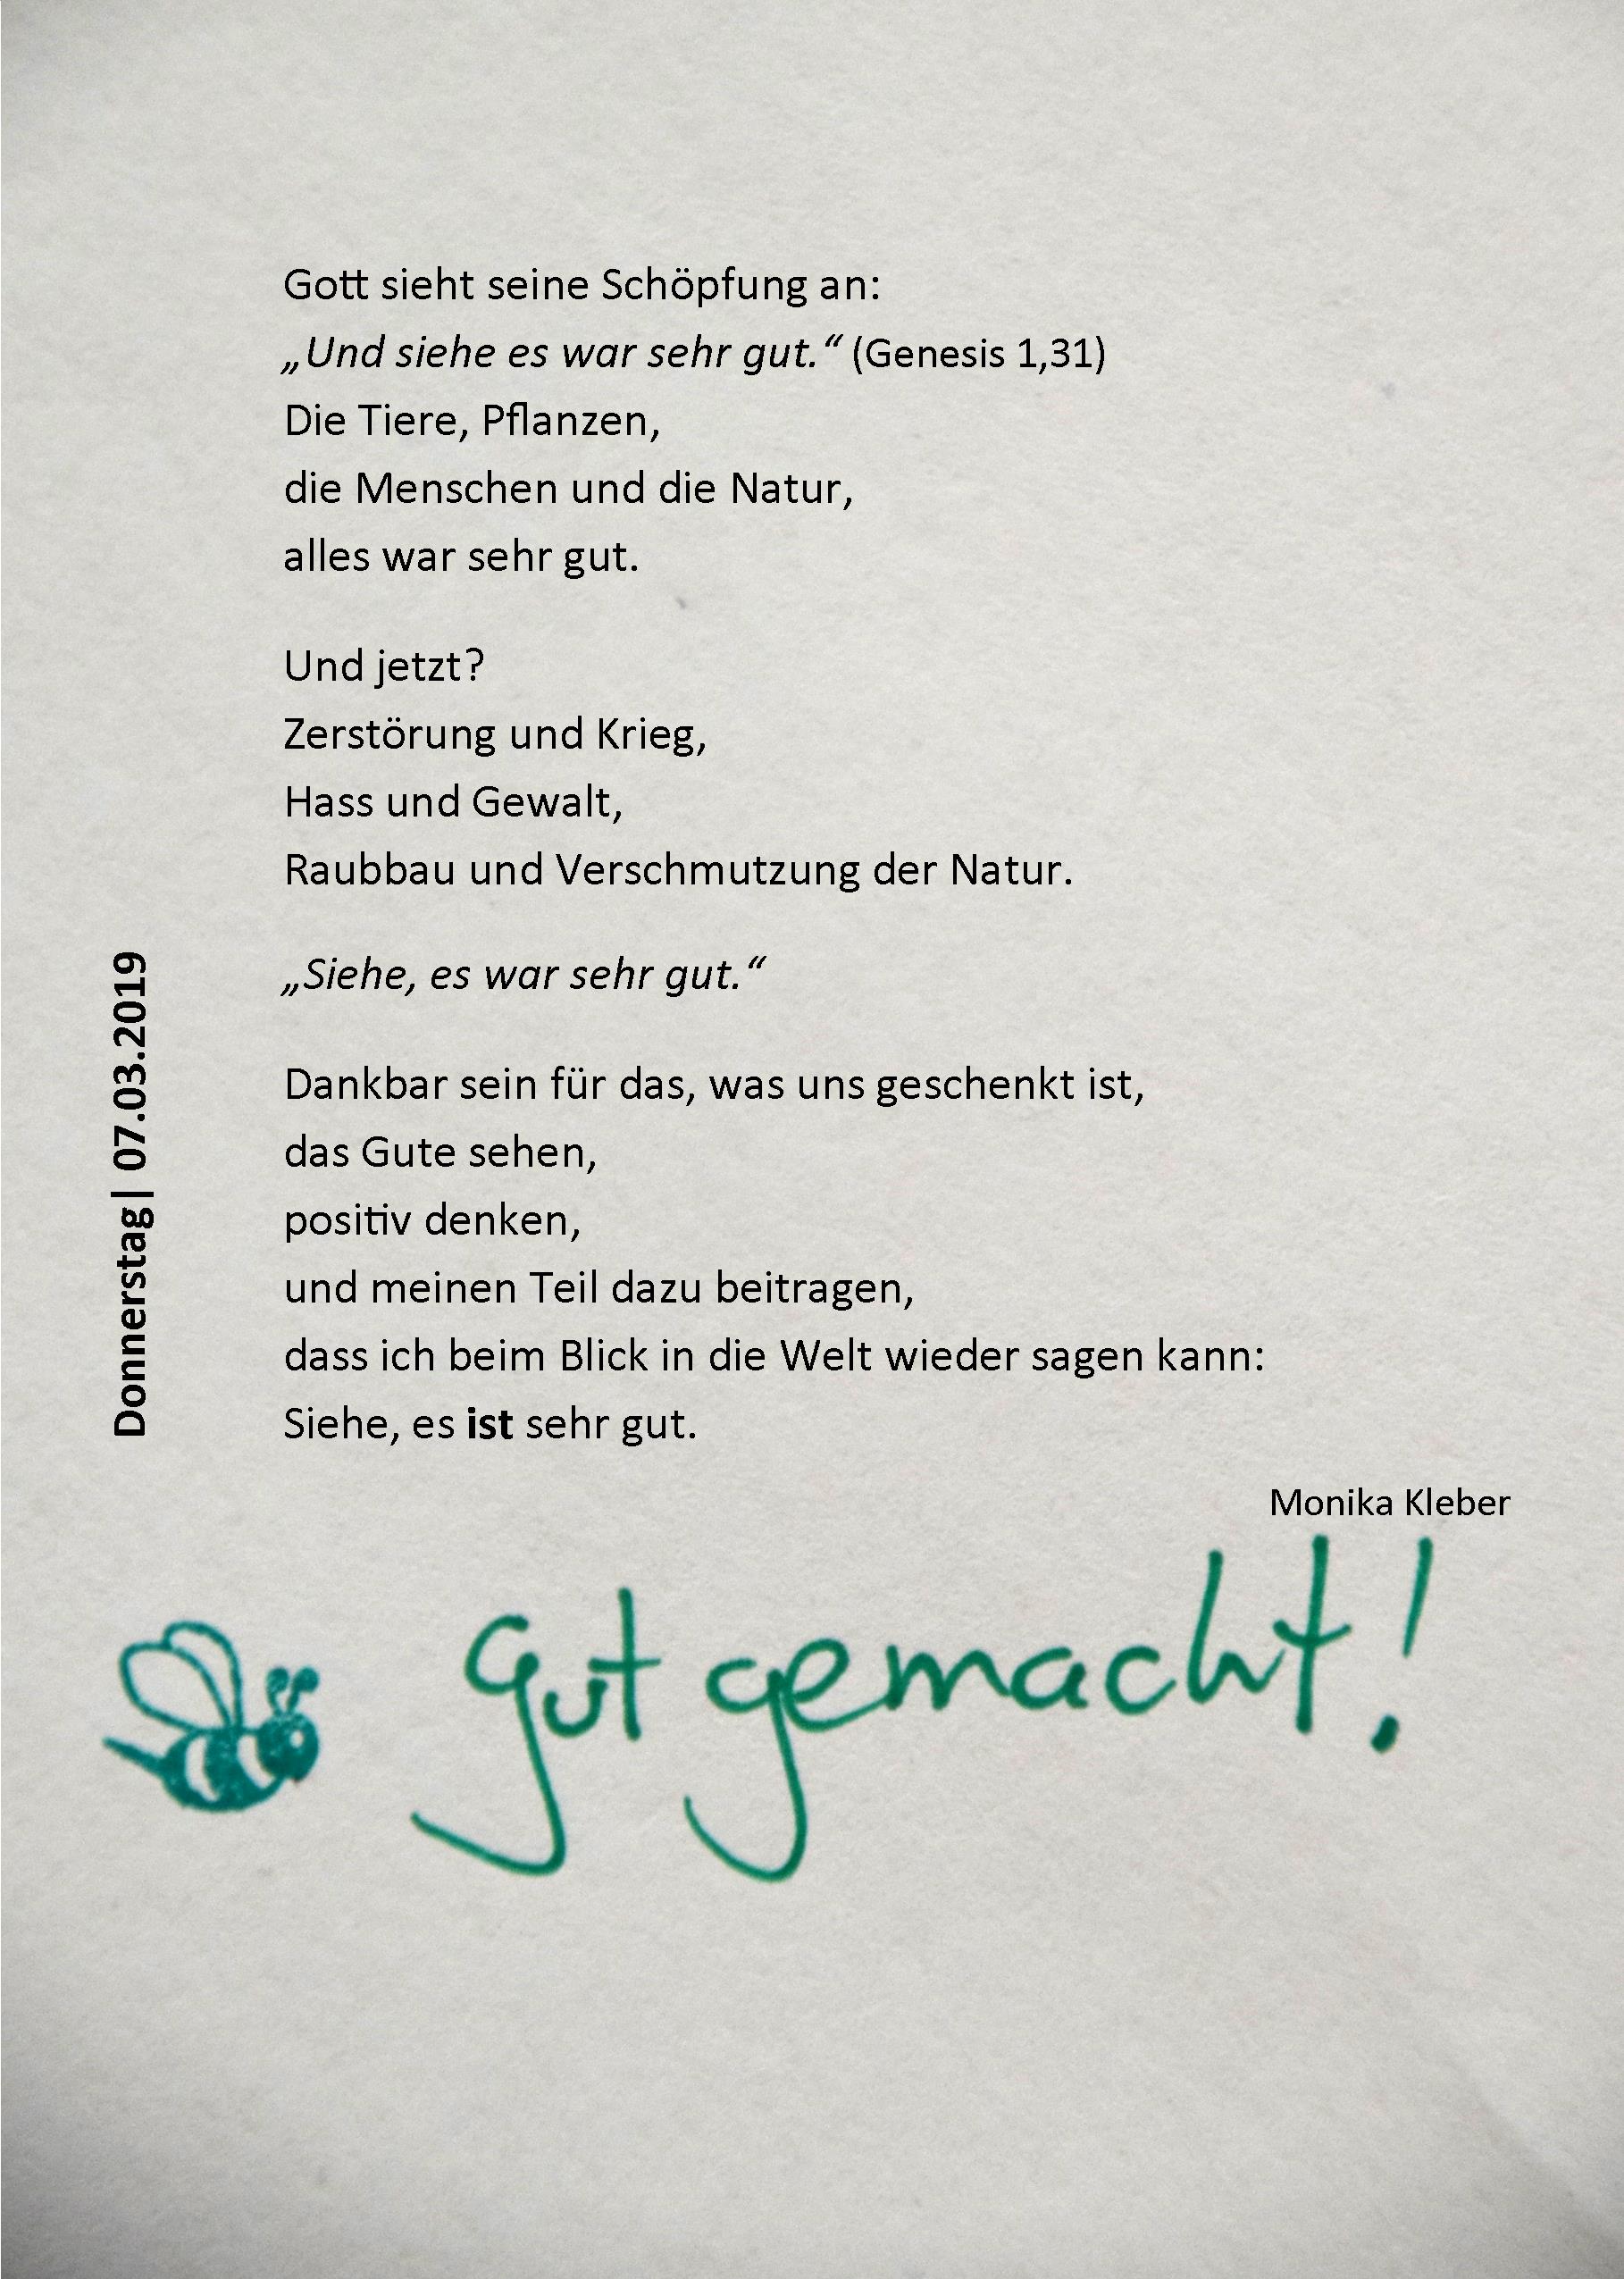 Gott sieht seine Schöpfung an:
„Und siehe es war sehr gut.“ (Genesis 1,31)
Die Tiere, Pflanzen,
die Menschen und die Natur,
alles war sehr gut.
Und jetzt?
Zerstörung und Krieg,
Hass und Gewalt,
Raubbau und Verschmutzung der Natur.
„Siehe, es war sehr gut.“
Dankbar sein für das, was uns geschenkt ist,
das Gute sehen,
positiv denken,
und meinen Teil dazu beitragen,
dass ich beim Blick in die Welt wieder sagen kann:
Siehe, es ist sehr gut.
Monika Kleber
Donnerstag| 07.03.2019
gut gemacht!